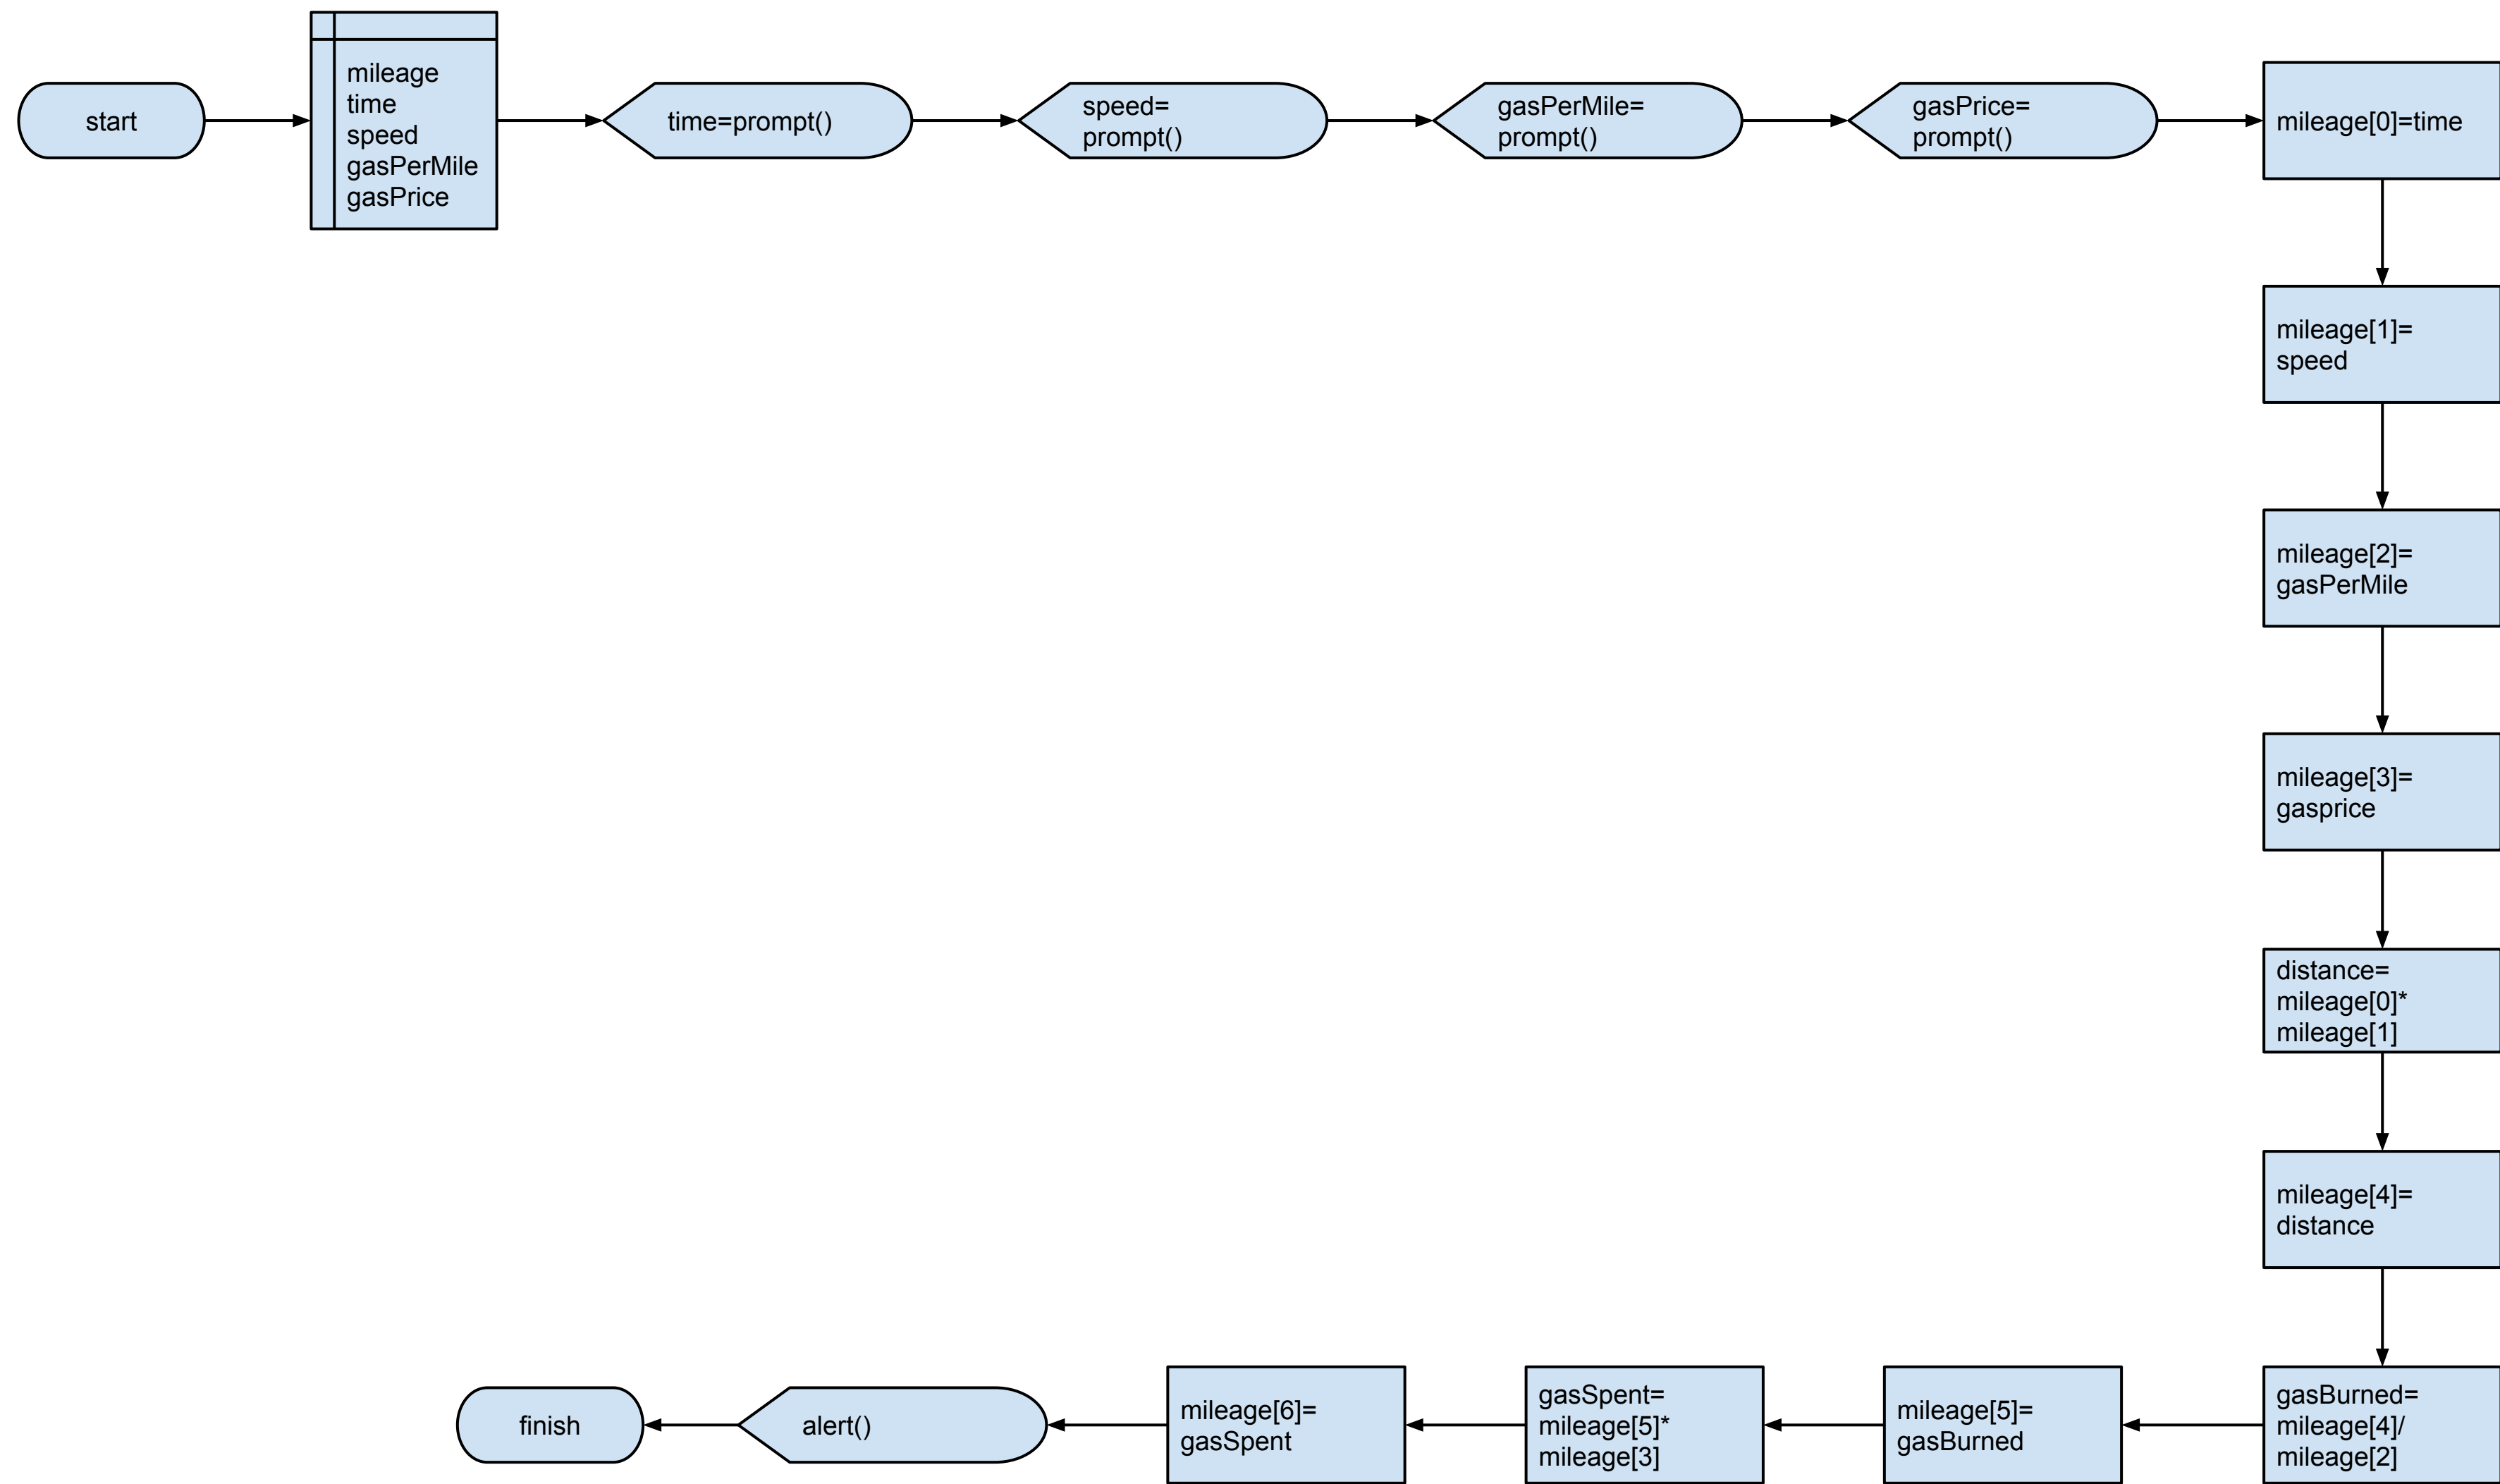 start
mileage
time
speed
gasPerMile
gasPrice
time=prompt()
speed=
prompt()
gasPerMile=
prompt()
gasPrice=
prompt()
mileage[0]=time
mileage[1]=
speed
mileage[2]=
gasPerMile
mileage[3]=
gasprice
distance=
mileage[0]*
mileage[1]
mileage[4]=
distance
gasBurned=
mileage[4]/
mileage[2]
mileage[5]=
gasBurned
gasSpent=
mileage[5]*
mileage[3]
mileage[6]=
gasSpent
alert()
finish